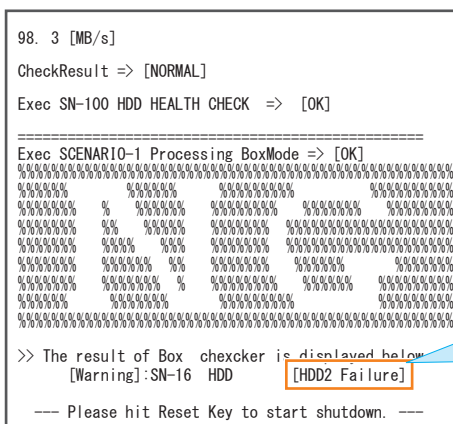 98. 3 [MB/s]
CheckResult => [NORMAL]
Exec SN-100 HDD HEALTH CHECK => [OK]
==================================================
Exec SCENARIO-1 Processing BoxMode => [OK]
NG
>> The result of Box chexcker is displayed below
[Warning]:SN-16 HDD [HDD2 Failure]
--- Please hit Reset Key to start shutdown. ---